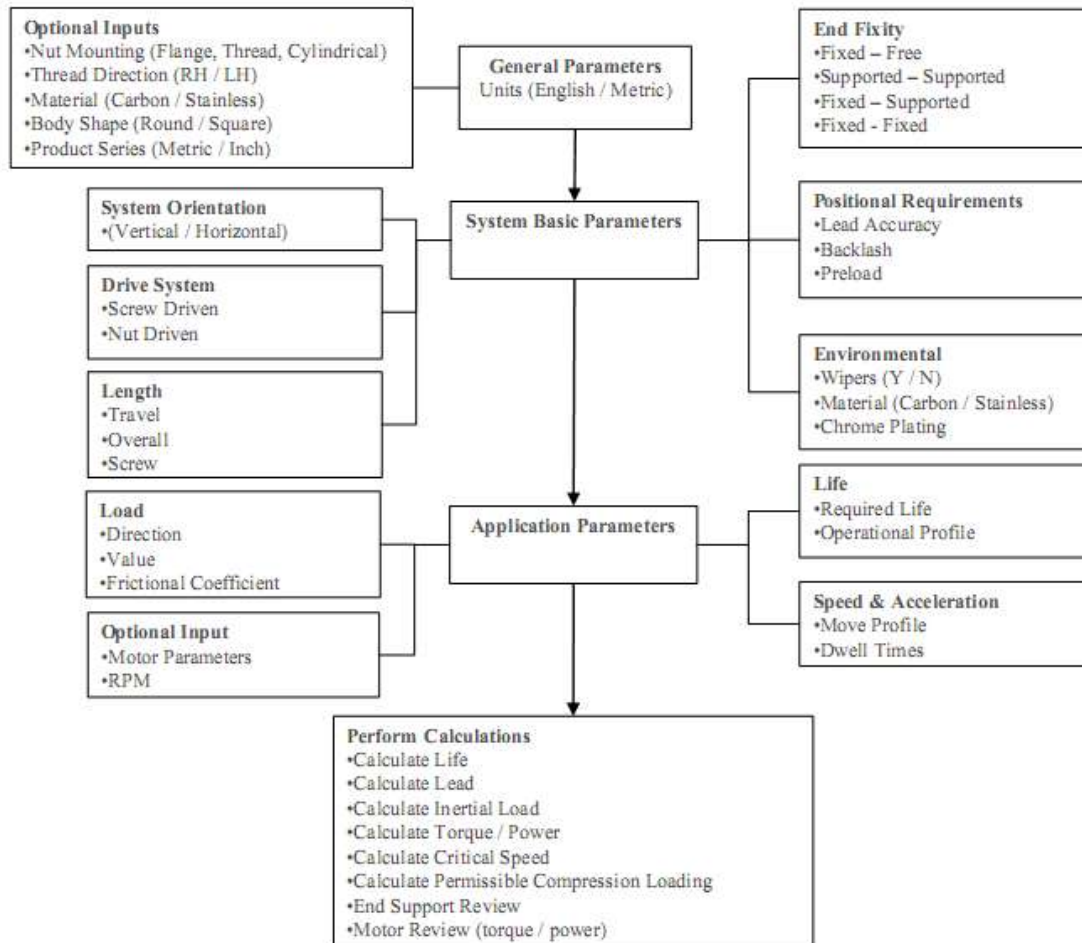 Optional Inputs
•Nut Mounting (Flange, Thread, Cylindrical)
•Thread Direction (RH / LH)
•Material (Carbon / Stainless)
•Body Shape (Round / Square)
•Product Series (Metric / Inch)
General Parameters
Units (English / Metric)
End Fixity
•Fixed – Free
•Supported – Supported
•Fixed – Supported
•Fixed - Fixed
System Orientation
•(Vertical / Horizontal)
System Basic Parameters
Positional Requirements
•Lead Accuracy
•Backlash
•Preload
Drive System
•Screw Driven
•Nut Driven
Environmental
•Wipers (Y / N)
•Material (Carbon / Stainless)
•Chrome Plating
Length
•Travel
•Overall
•Screw
Load
•Direction
•Value
•Frictional Coefficient
Application Parameters
Life
•Required Life
•Operational Profile
Optional Input
•Motor Parameters
•RPM
Speed & Acceleration
•Move Profile
•Dwell Times
Perform Calculations
•Calculate Life
•Calculate Lead
•Calculate Inertial Load
•Calculate Torque / Power
•Calculate Critical Speed
•Calculate Permissible Compression Loading
•End Support Review
•Motor Review (torque / power)